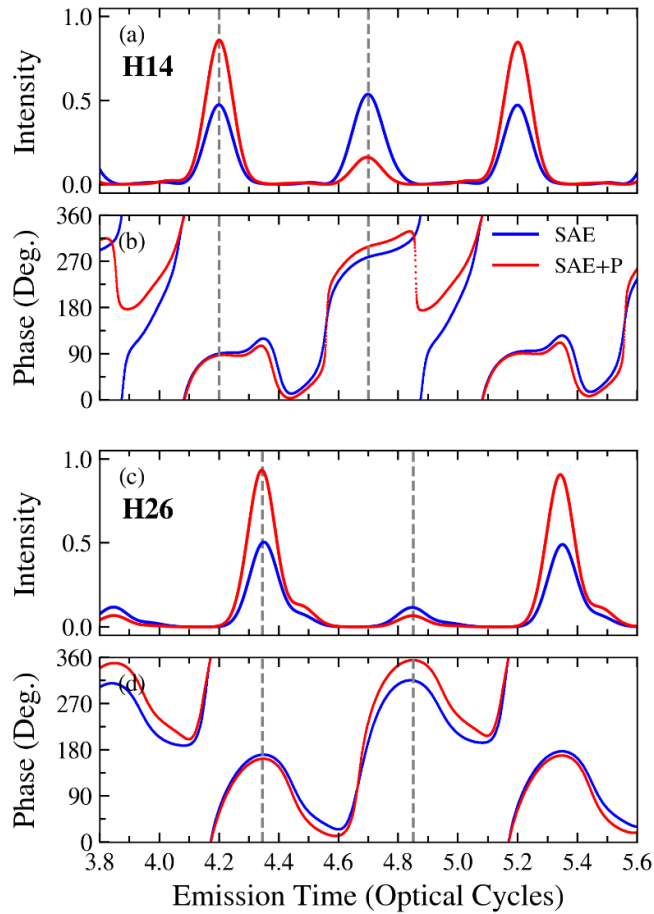 (a)
H14
Intensity
1.0
0.5
0.0
(b)
SAE
SAE+P
Phase (Deg.)
360
270
180
90
0
(c)
H26
Intensity
1.0
0.5
0.0
(d)
Phase (Deg.)
360
270
180
90
0
3.8 4.0 4.2 4.4 4.6 4.8 5.0 5.2 5.4 5.6
Emission Time (Optical Cycles)